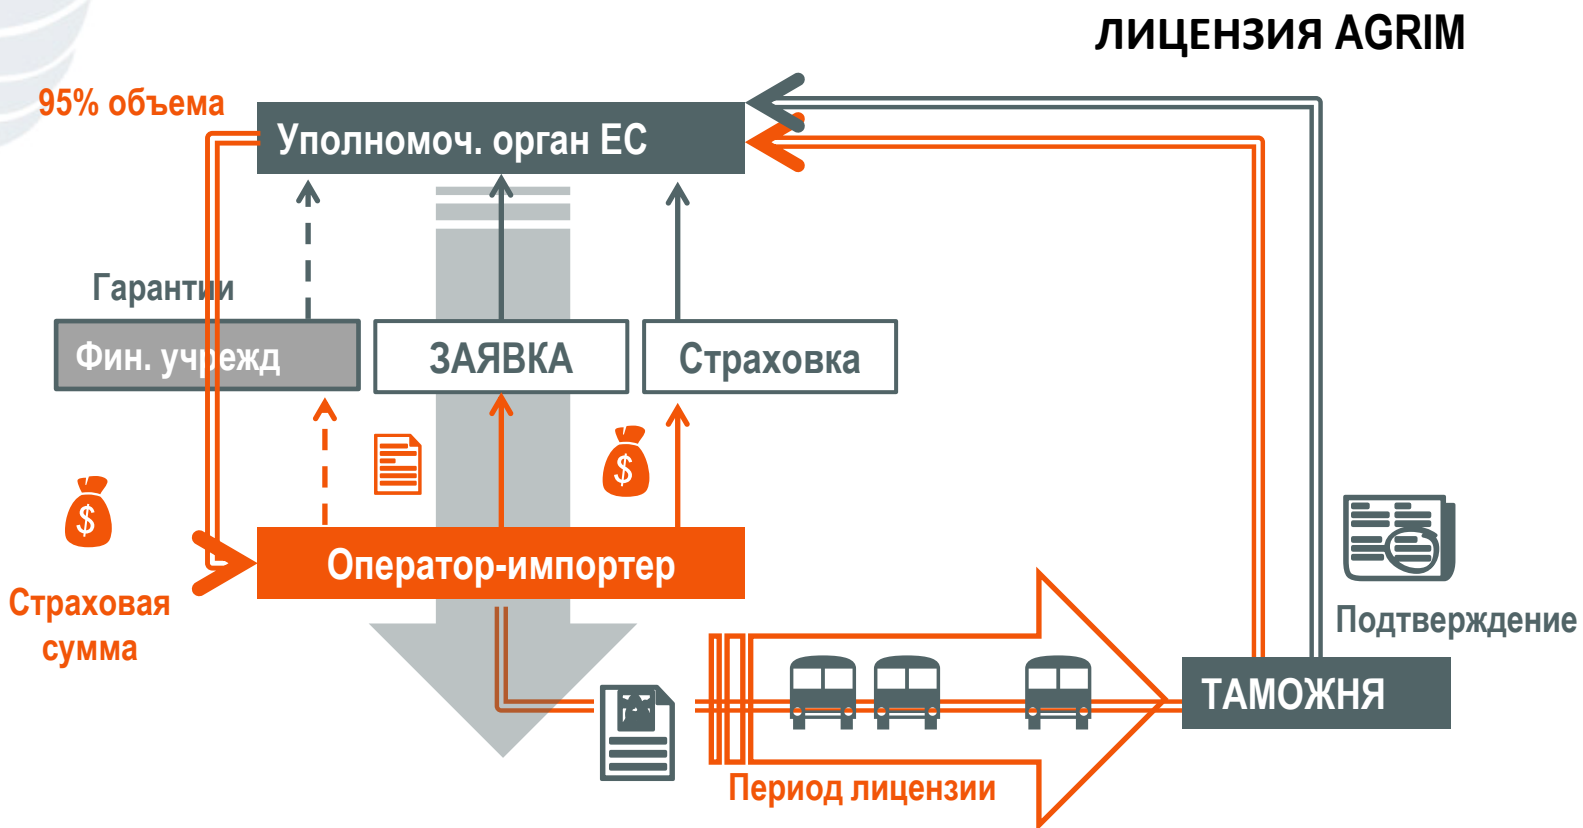 ЛИЦЕНЗИЯ AGRIM
95% объема
Уполномоч. орган ЕС
Гарантии
Фин. учрежд
ЗАЯВКА
Страховка
$
$
Оператор-импортер
Страховая
сумма
Подтверждение
ТАМОЖНЯ
Период лицензии